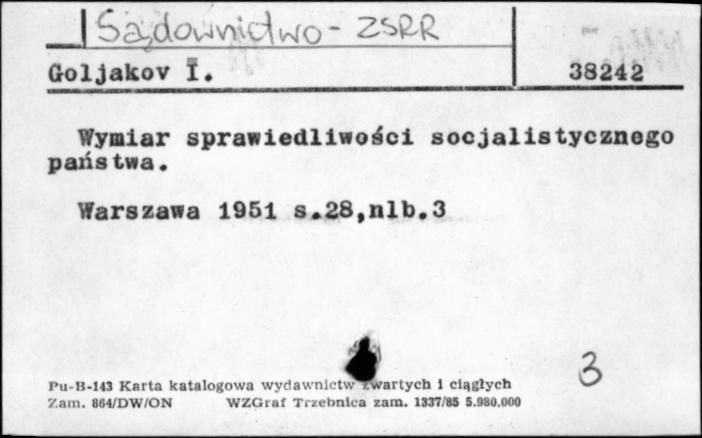 Sądownictwo - ZSRR
Goljakov I. 38242
Wymiar sprawiedliwości socjalistycznego
państwa.
Warszawa 1951 s.28,nlb.3
3
Pu-B-143 Karta katalogowa wydawnictw zwartych i ciągłych
Zam. 864/DW/ON WZGraf Trzebnica zam. 1337/85 5.980.000